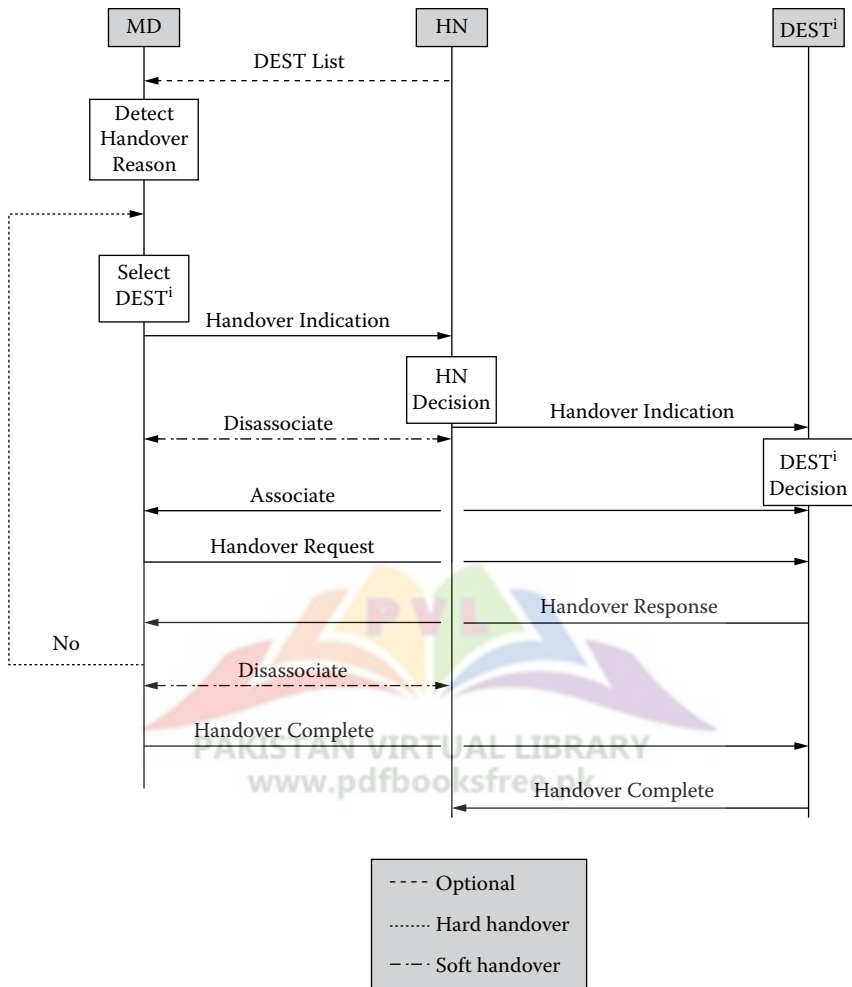 MD
HN
DESTⁱ
DEST List
Detect
Handover
Reason
Select
DESTⁱ
Handover Indication
HN
Decision
Handover Indication
Disassociate
DESTⁱ
Decision
Associate
Handover Request
Handover Response
No
Disassociate
Handover Complete
Handover Complete
PVL
PAKISTAN VIRTUAL LIBRARY
www.pdfbooksfree.pk
Optional
Hard handover
Soft handover